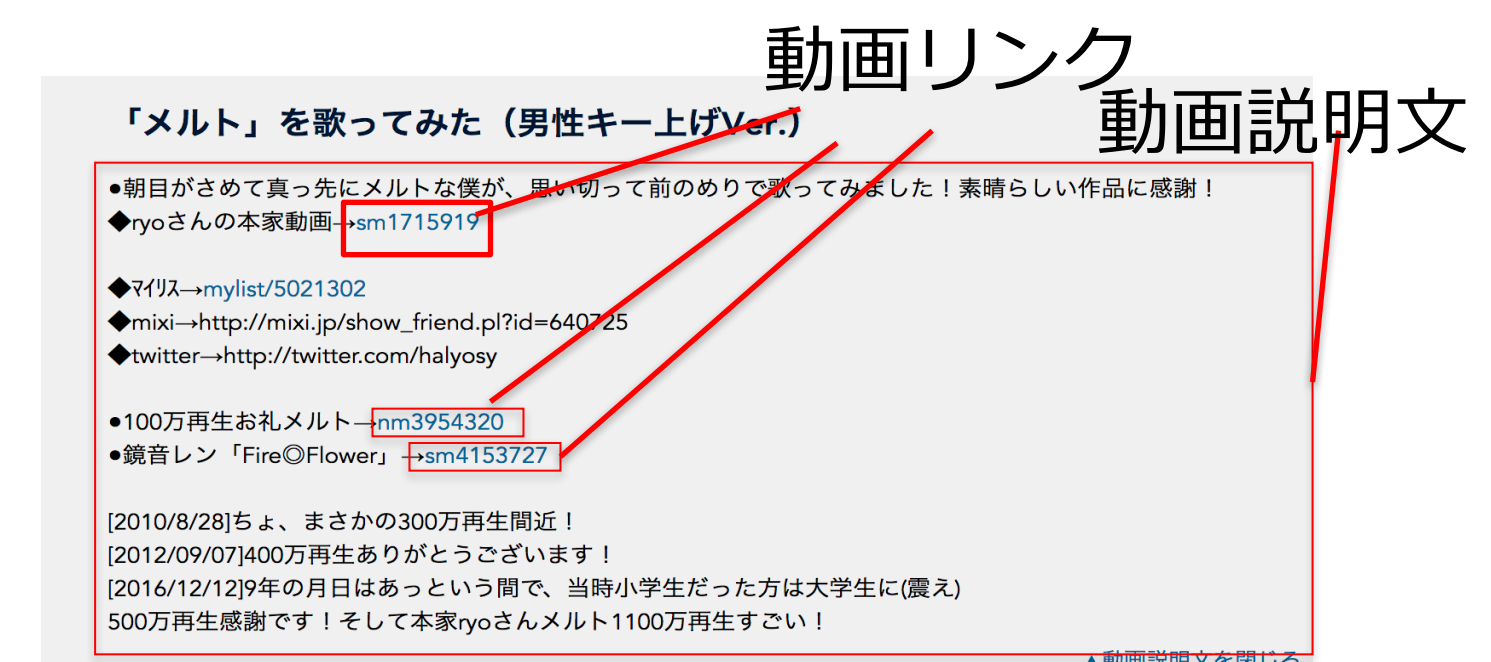 動画リンク
動画説明文
「メルト」を歌ってみた（男性キー上げVer.）
●朝目がさめて真っ先にメルトな僕が、思い切って前のめりで歌ってみました！素晴らしい作品に感謝！
◆ryoさんの本家動画→sm1715919
◆ﾏｲﾘｽ→mylist/5021302
◆mixi→http://mixi.jp/show_friend.pl?id=640725
◆twitter→http://twitter.com/halyosy
●100万再生お礼メルト→nm3954320
●鏡音レン「Fire◎Flower」→sm4153727
[2010/8/28]ちょ、まさかの300万再生間近！
[2012/09/07]400万再生ありがとうございます！
[2016/12/12]9年の月日はあっという間で、当時小学生だった方は大学生に(震え)
500万再生感謝です！そして本家ryoさんメルト1100万再生すごい！
▲動画説明文を閉じる